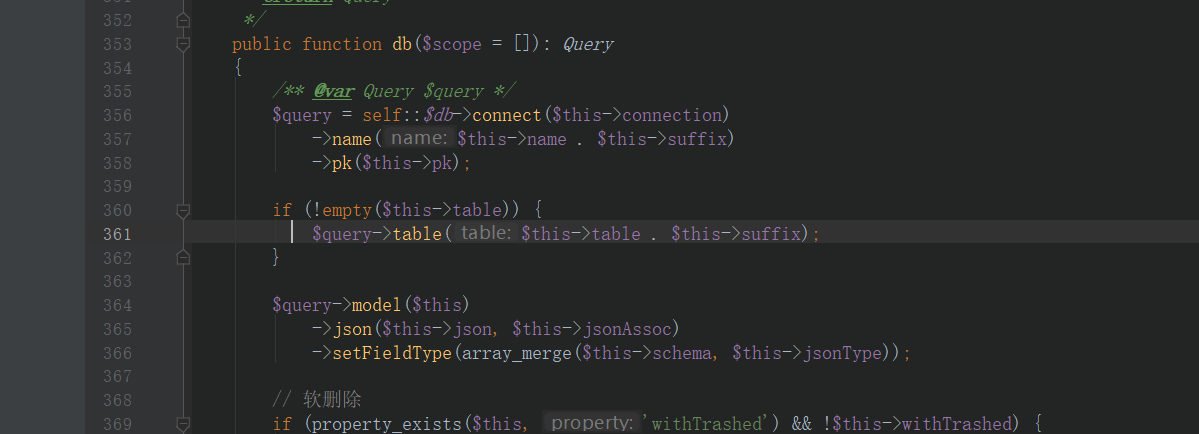 352 */
353 public function db($scope = []): Query
354 {
355 /** @var Query $query */
356 $query = self::$db->connect($this->connection)
357 ->name( name: $this->name . $this->suffix)
358 ->pk($this->pk);
359
360 if (!empty($this->table)) {
361 $query->table( table: $this->table . $this->suffix);
362 }
363
364 $query->model($this)
365 ->json($this->json, $this->jsonAssoc)
366 ->setFieldType(array_merge($this->schema, $this->jsonType));
367
368 // 软删除
369 if (property_exists($this, property: 'withTrashed') && !$this->withTrashed) {